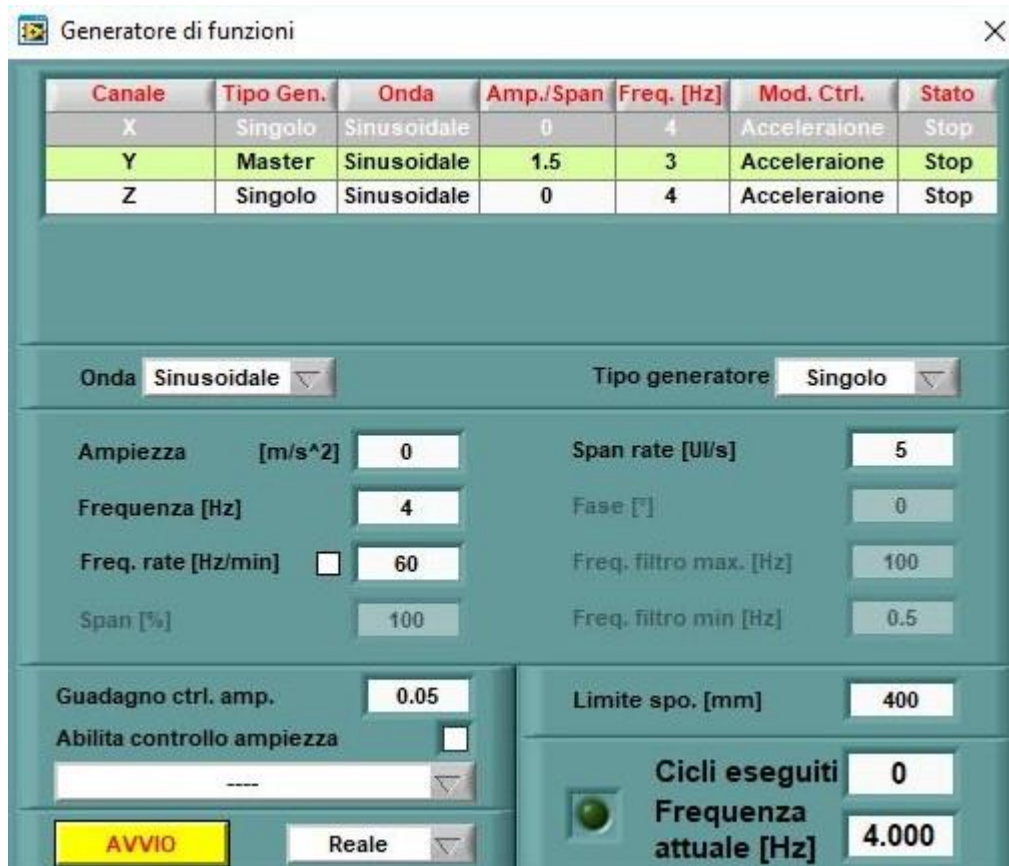 Generatore di funzioni
Canale Tipo Gen. Onda Amp./Span Freq. [Hz] Mod. Ctrl. Stato
X Singolo Sinusoidale 0 4 Acceleraione Stop
Y Master Sinusoidale 1.5 3 Acceleraione Stop
Z Singolo Sinusoidale 0 4 Acceleraione Stop
Onda Sinusoidale Tipo generatore Singolo
Ampiezza [m/s^2] 0 Span rate [UI/s] 5
Frequenza [Hz] 4 Fase [°] 0
Freq. rate [Hz/min] 60 Freq. filtro max. [Hz] 100
Span [%] 100 Freq. filtro min [Hz] 0.5
Guadagno ctrl. amp. 0.05 Limite spo. [mm] 400
Abilita controllo ampiezza
----
Cicli eseguiti 0
AVVIO Reale
Frequenza attuale [Hz] 4.000